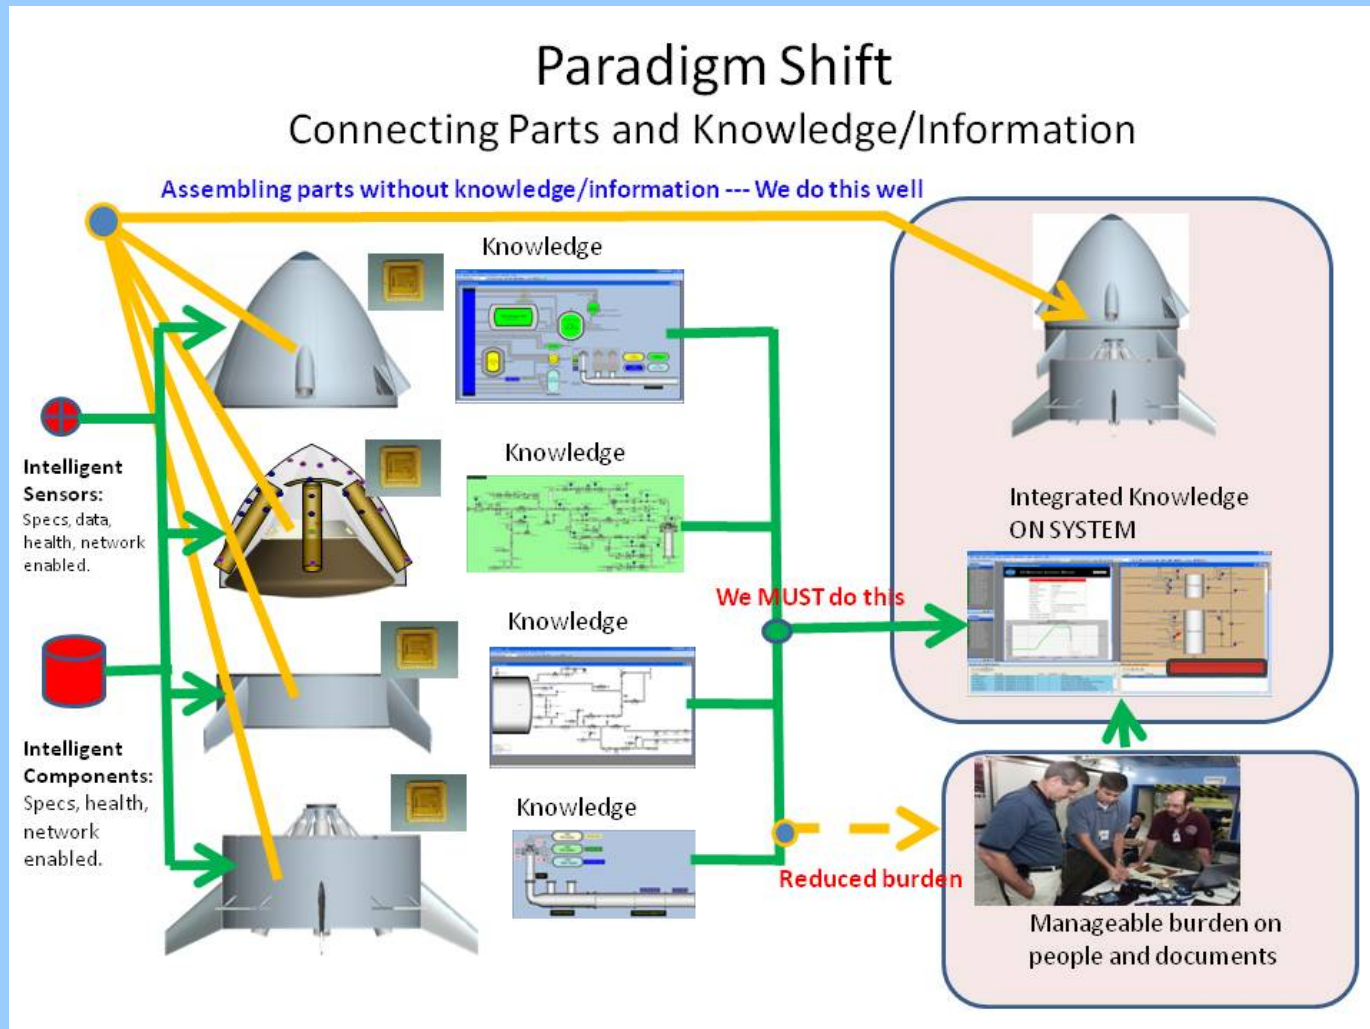 Paradigm Shift
Connecting Parts and Knowledge/Information
Assembling parts without knowledge/information --- We do this well
Knowledge
Intelligent
Sensors:
Specs, data,
health, network
enabled.
Knowledge
Integrated Knowledge
ON SYSTEM
We MUST do this
Knowledge
Intelligent
Components:
Specs, health,
network
enabled.
Knowledge
Reduced burden
Manageable burden on
people and documents